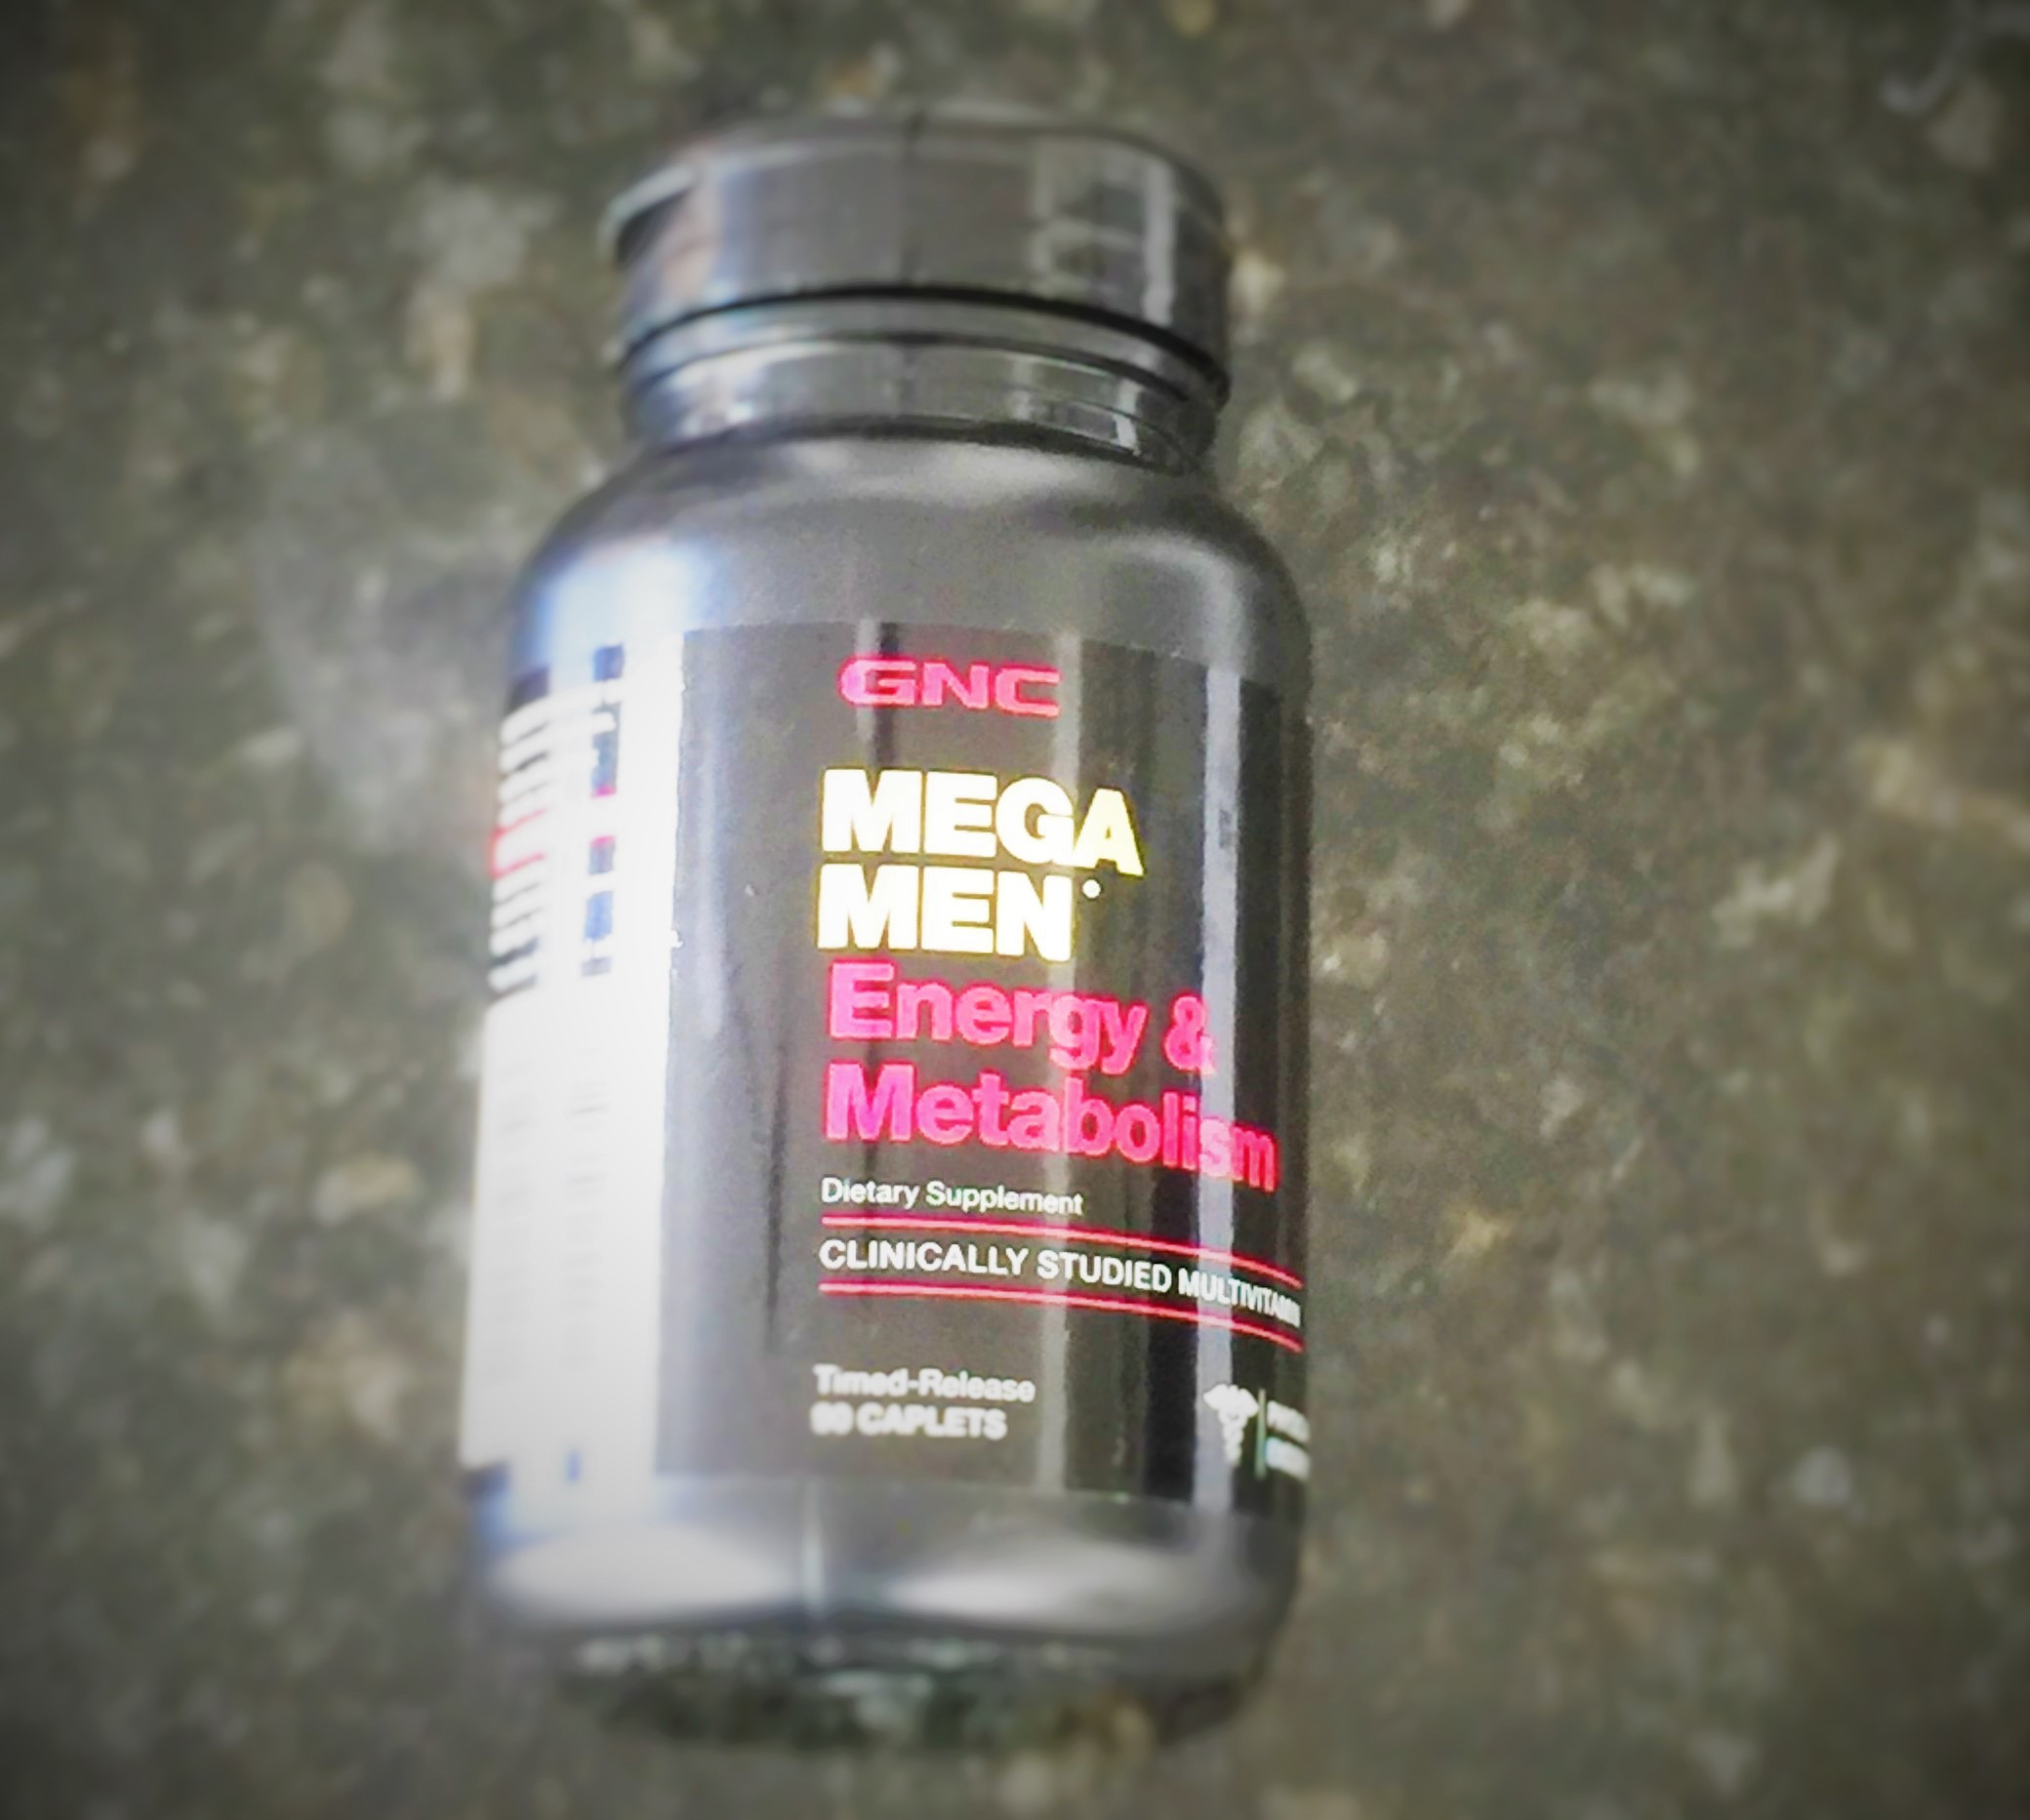 GNC
MEGA
MEN
Energy &
Metabolism
Dietary Supplement
CLINICALLY STUDIED MULTIVITAMIN
Timed-Release
90 CAPLETS